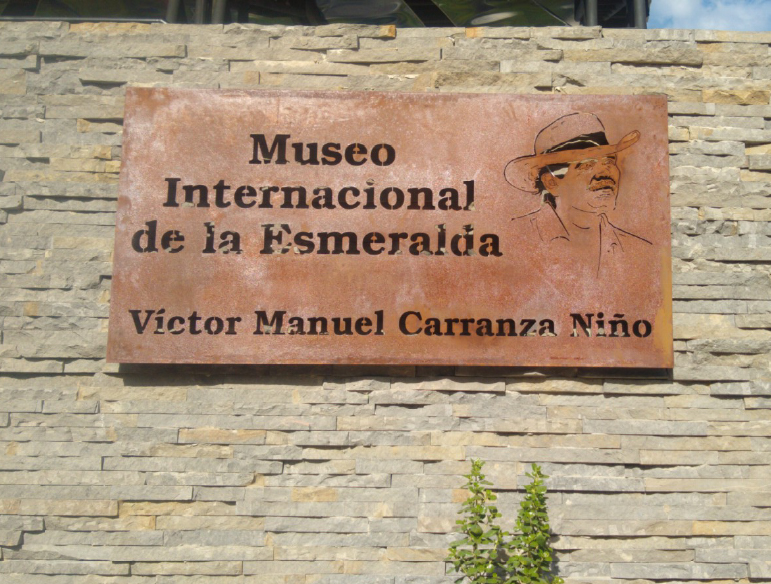 Museo
Internacional
de la Esmeralda
Víctor Manuel Carranza Niño